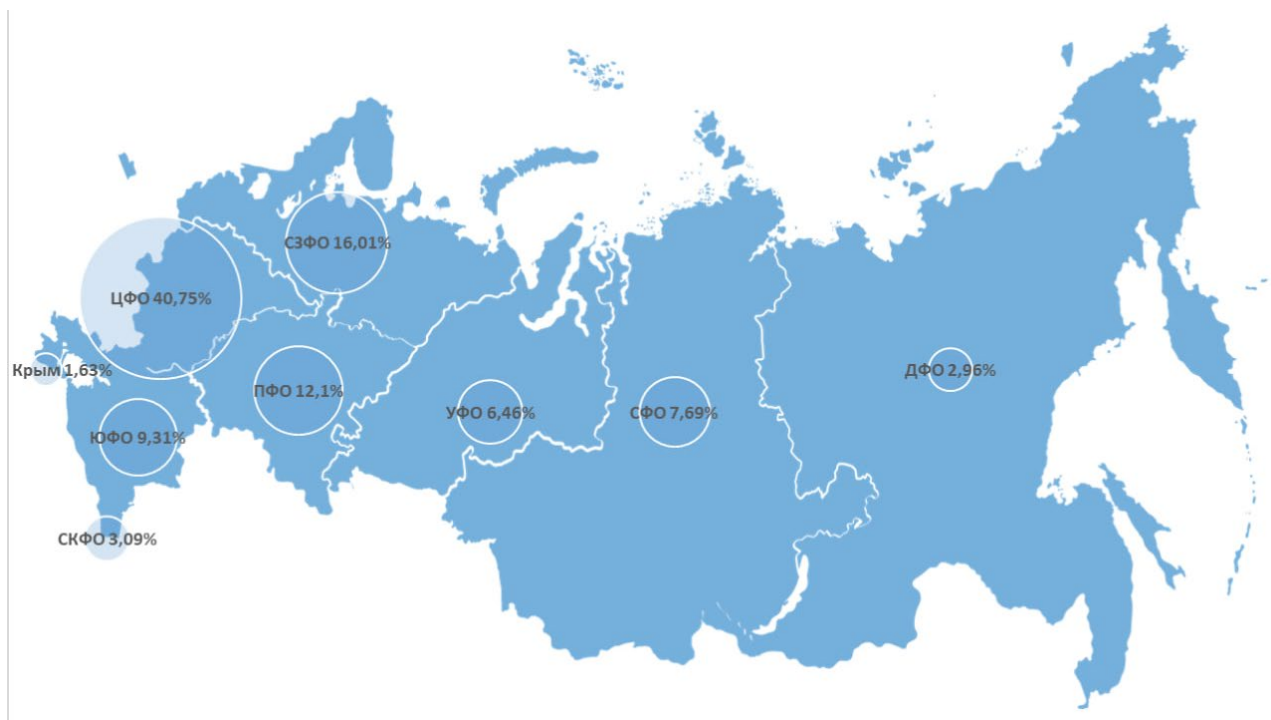 СЗФО 16,01%
ЦФО 40,75%
Крым 1,63%
ПФО 12,1%
ДФО 2,96%
УФО 6,46%
СФО 7,69%
ЮФО 9,31%
СКФО 3,09%